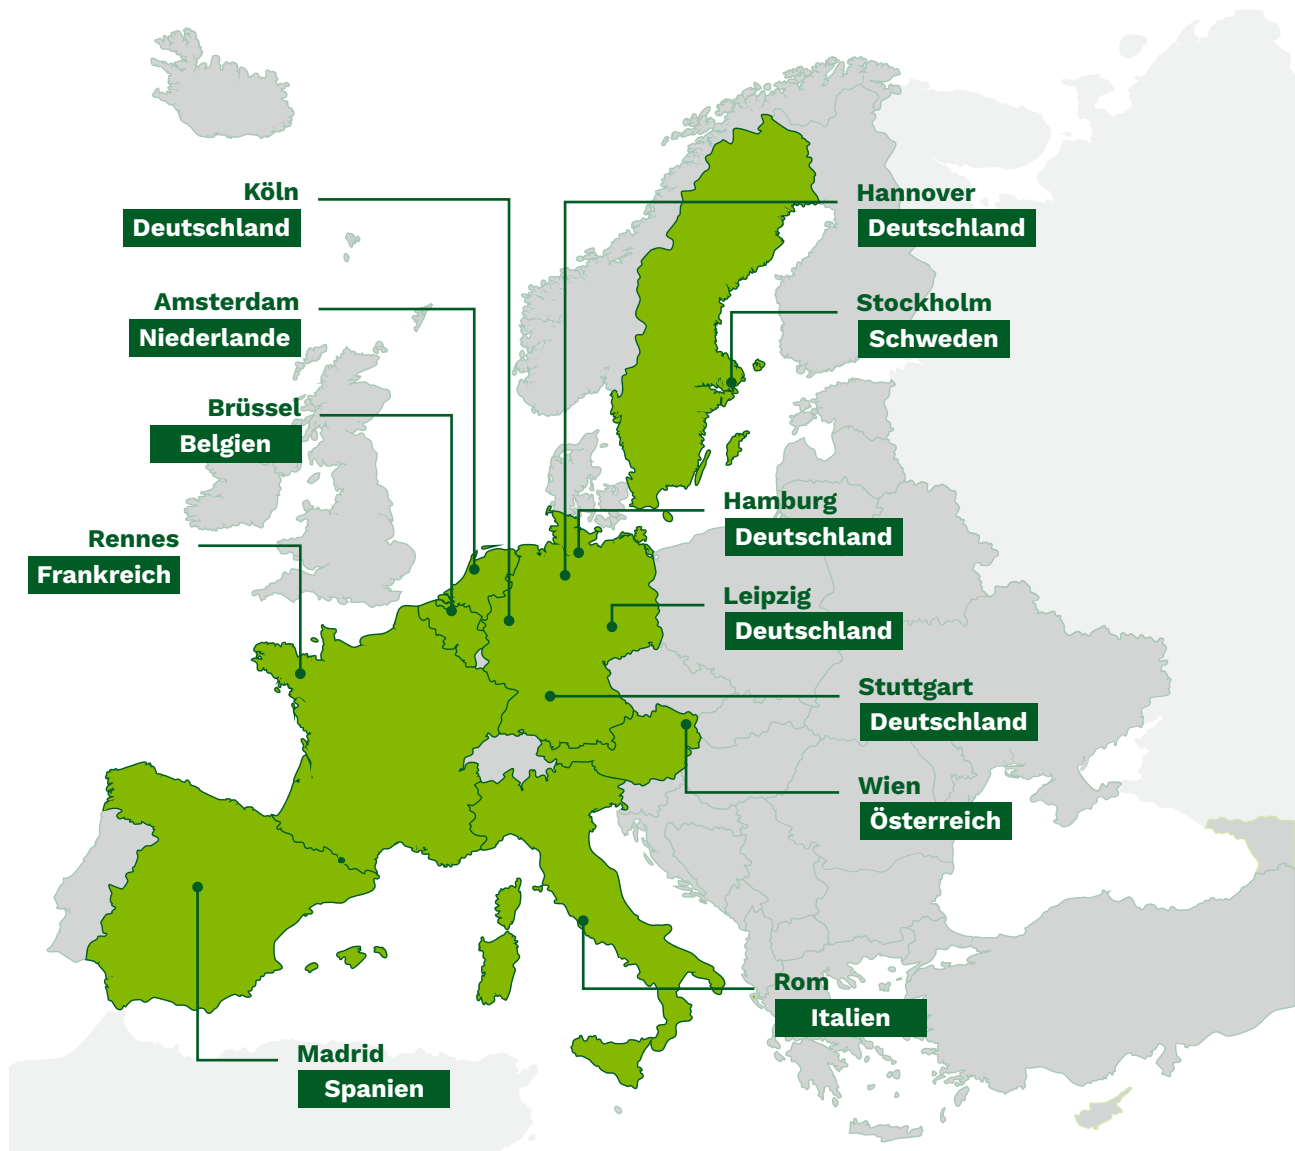 Köln
Deutschland
Hannover
Deutschland
Amsterdam
Niederlande
Stockholm
Schweden
Brüssel
Belgien
Hamburg
Deutschland
Rennes
Frankreich
Leipzig
Deutschland
Stuttgart
Deutschland
Wien
Österreich
Rom
Italien
Madrid
Spanien